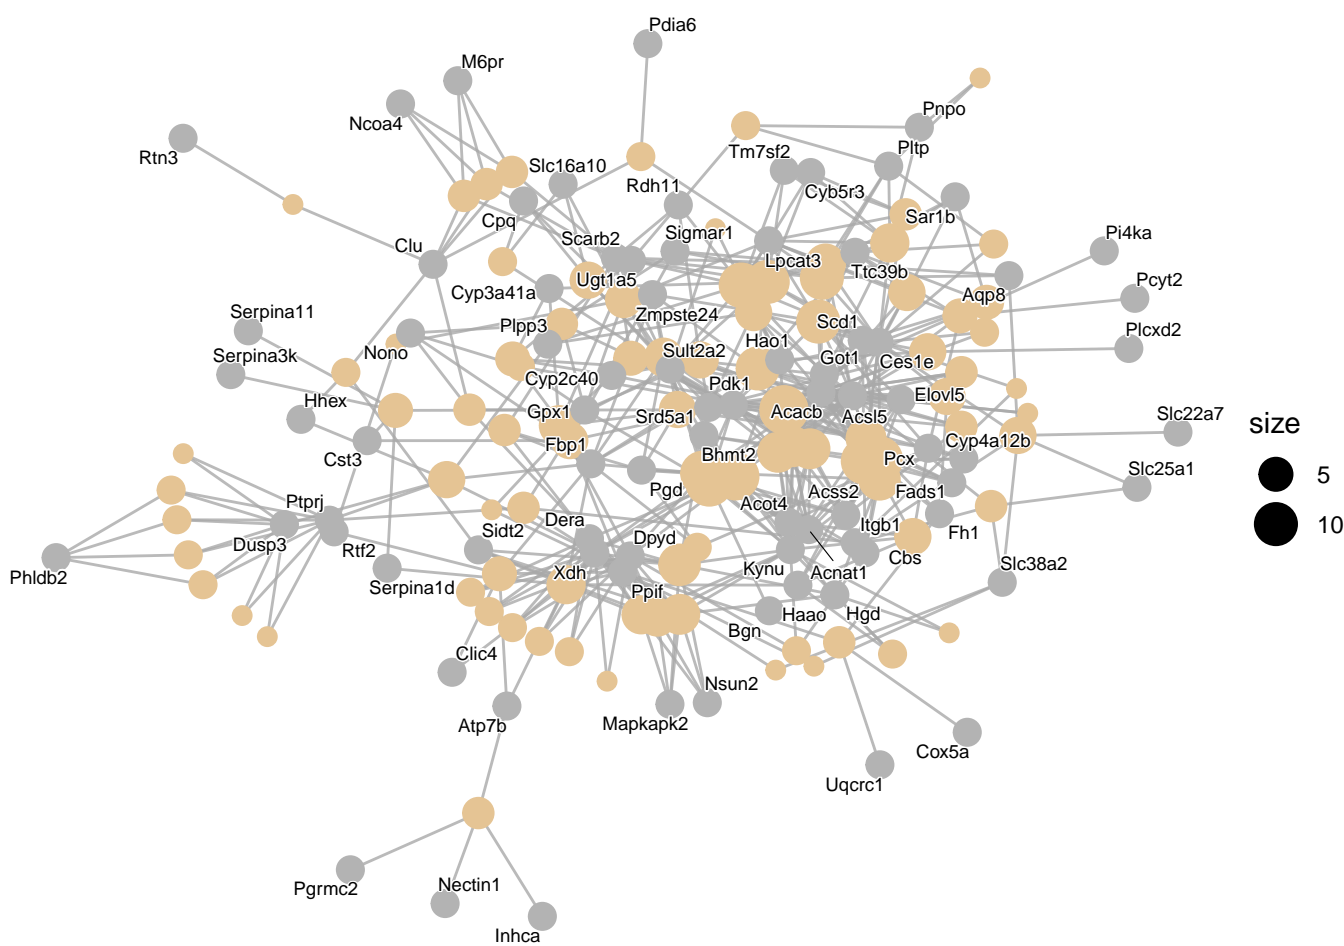 Pdia6
M6pr
Ncoa4
Pnpo
Rtn3
Tm7sf2
Pltp
Slc16a10
Rdh11
Cyb5r3
Cpq
Sar1b
Clu
Scarb2
Sigmar1
Pi4ka
Lpcat3
Ttc39b
Ugt1a5
Pcyt2
Cyp3a41a
Aqp8
Serpina11
Zmpste24
Plpp3
Scd1
Plcxd2
Hao1
Nono
Sult2a2
Got1
Ces1e
Serpina3k
Cyp2c40
Pdk1
Elovl5
Hhex
Gpx1
Srd5a1
Acacb
Acsl5
Slc22a7
size
Fbp1
Cyp4a12b
Cst3
Bhmt2
Pcx
Slc25a1
5
Pgd
Acss2
Fads1
Ptprj
Acot4
10
Sidt2
Dera
Itgb1
Fh1
Dusp3
Rtf2
Dpyd
Cbs
Phldb2
Xdh
Kynu
Acnat1
Slc38a2
Serpina1d
Ppif
Haao
Hgd
Bgn
Clic4
Nsun2
Atp7b
Mapkapk2
Cox5a
Uqcrc1
Pgrmc2
Nectin1
Inhca